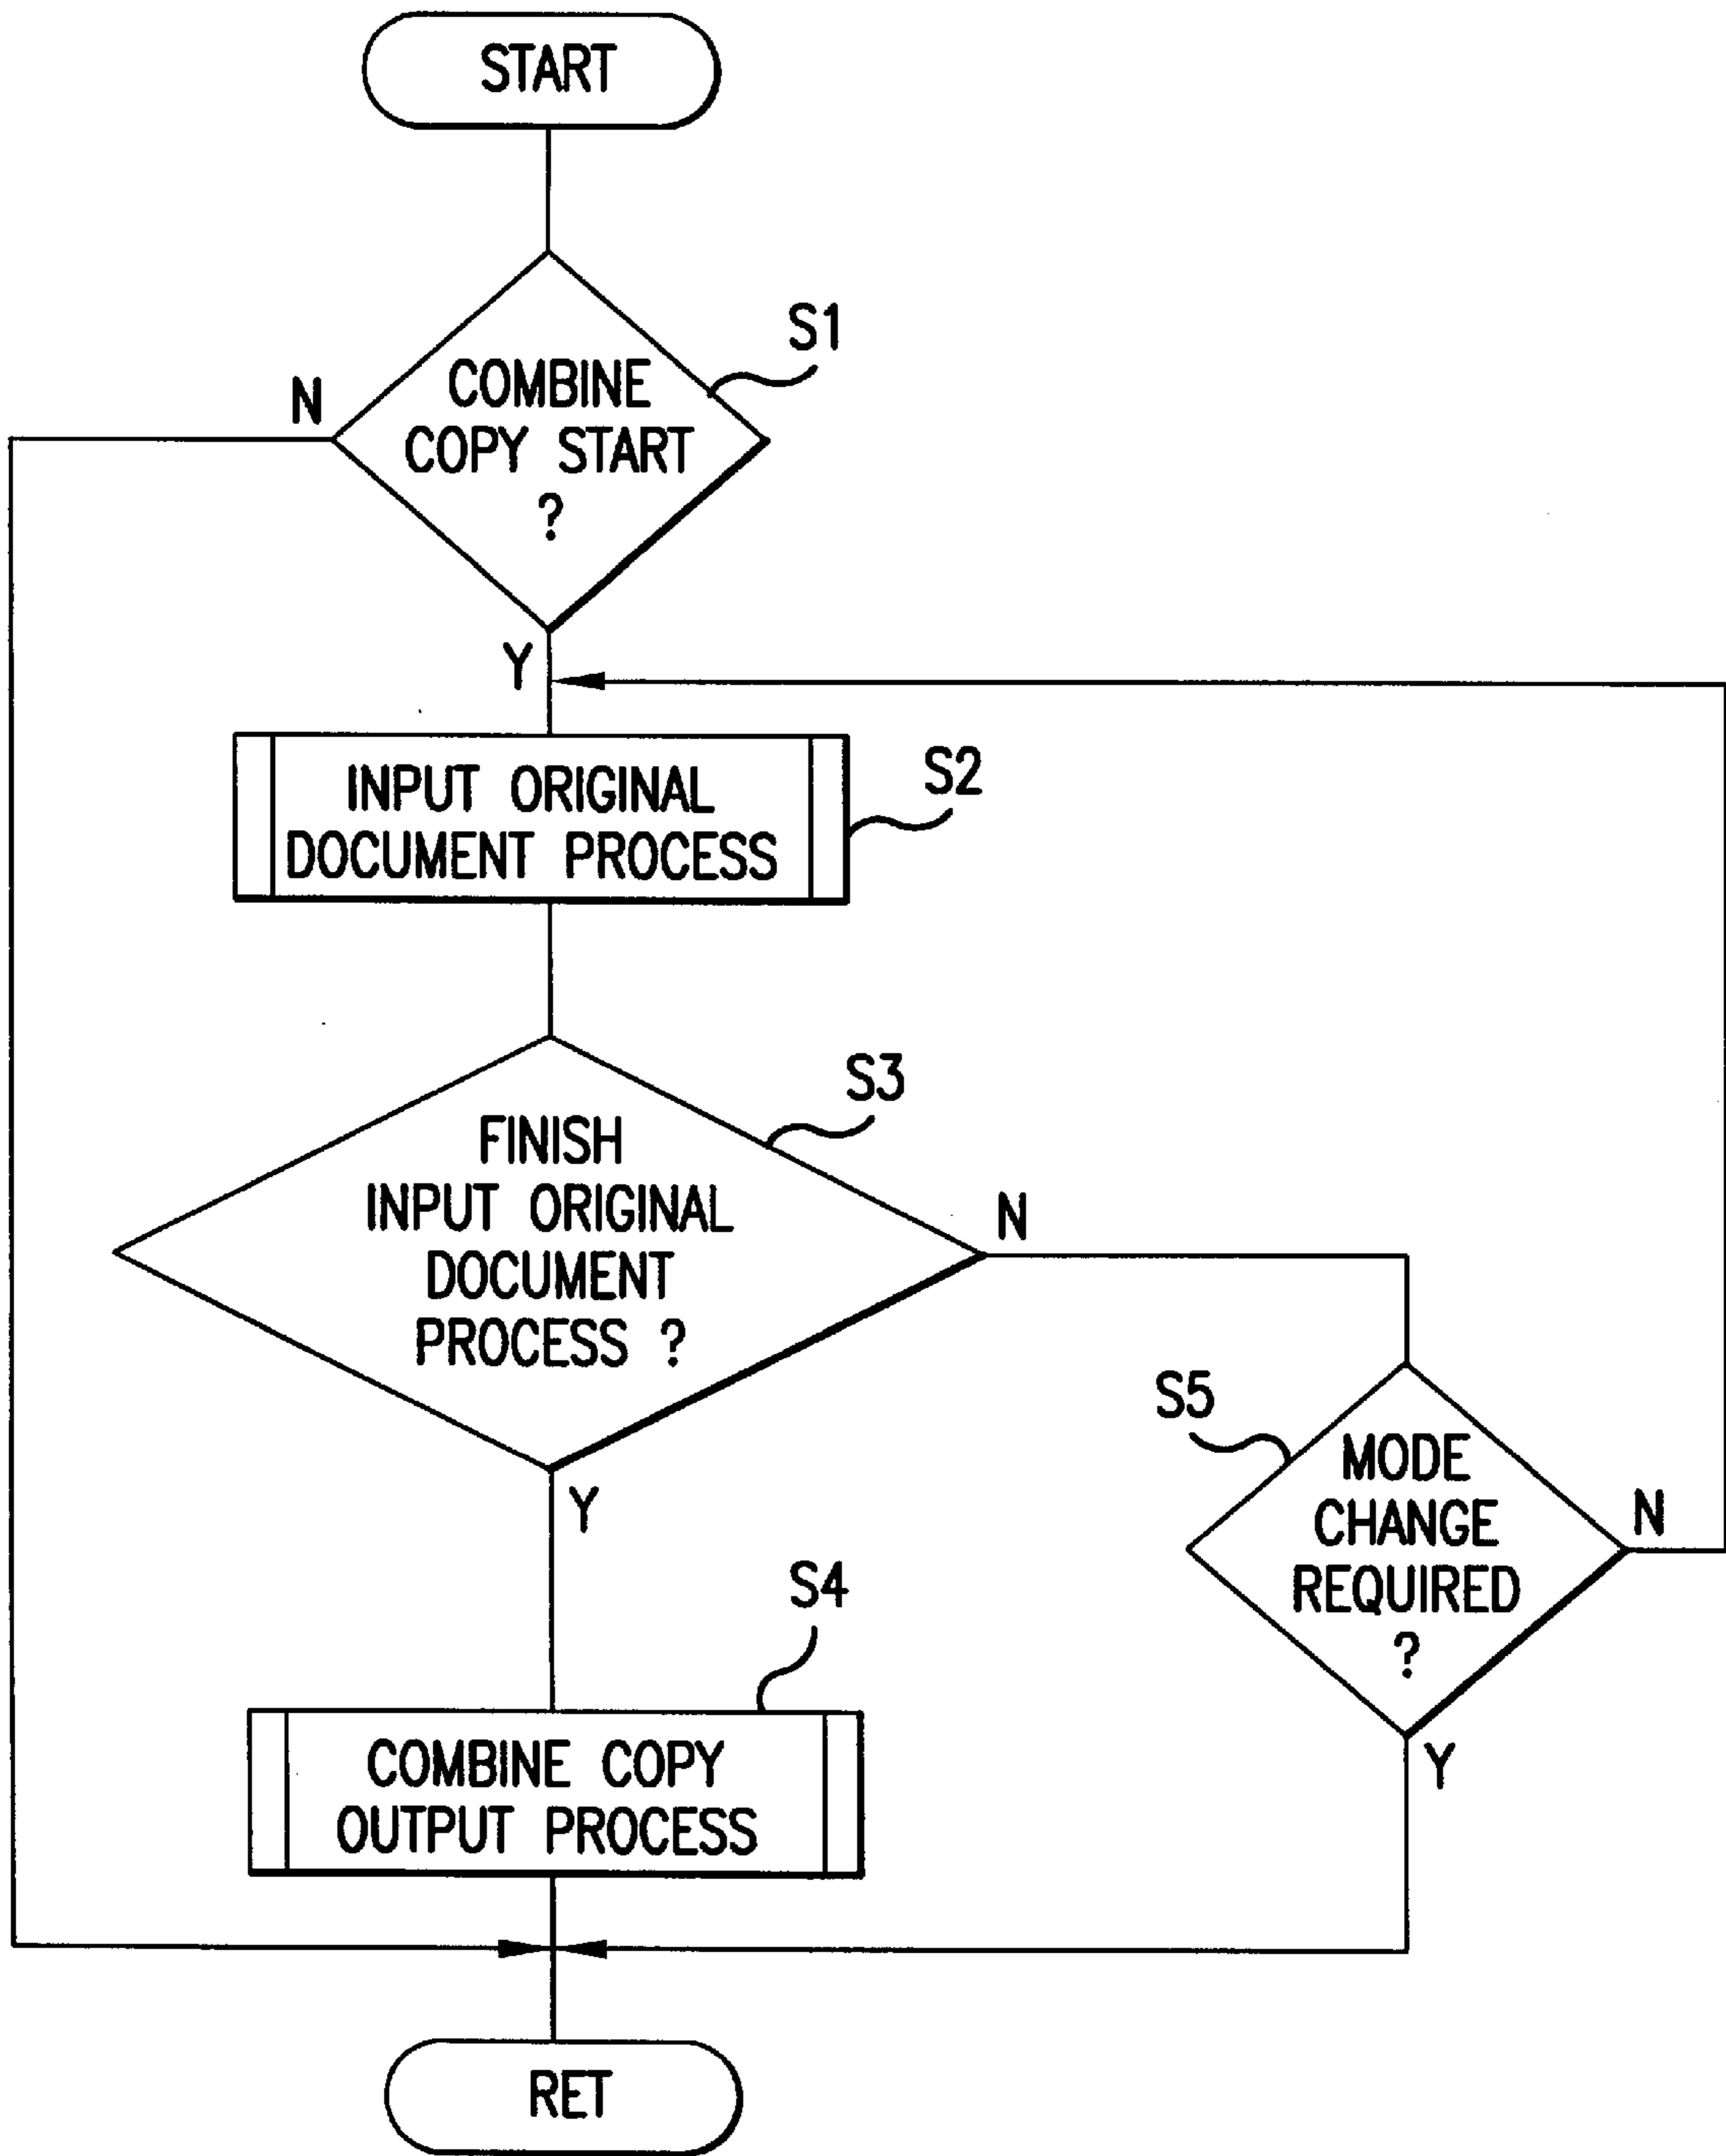 START
S1
N
COMBINE
COPY START
?
Y
S2
INPUT ORIGINAL
DOCUMENT PROCESS
S3
FINISH
INPUT ORIGINAL
DOCUMENT
PROCESS ?
N
Y
S5
MODE
CHANGE
REQUIRED
?
N
Y
S4
COMBINE COPY
OUTPUT PROCESS
RET